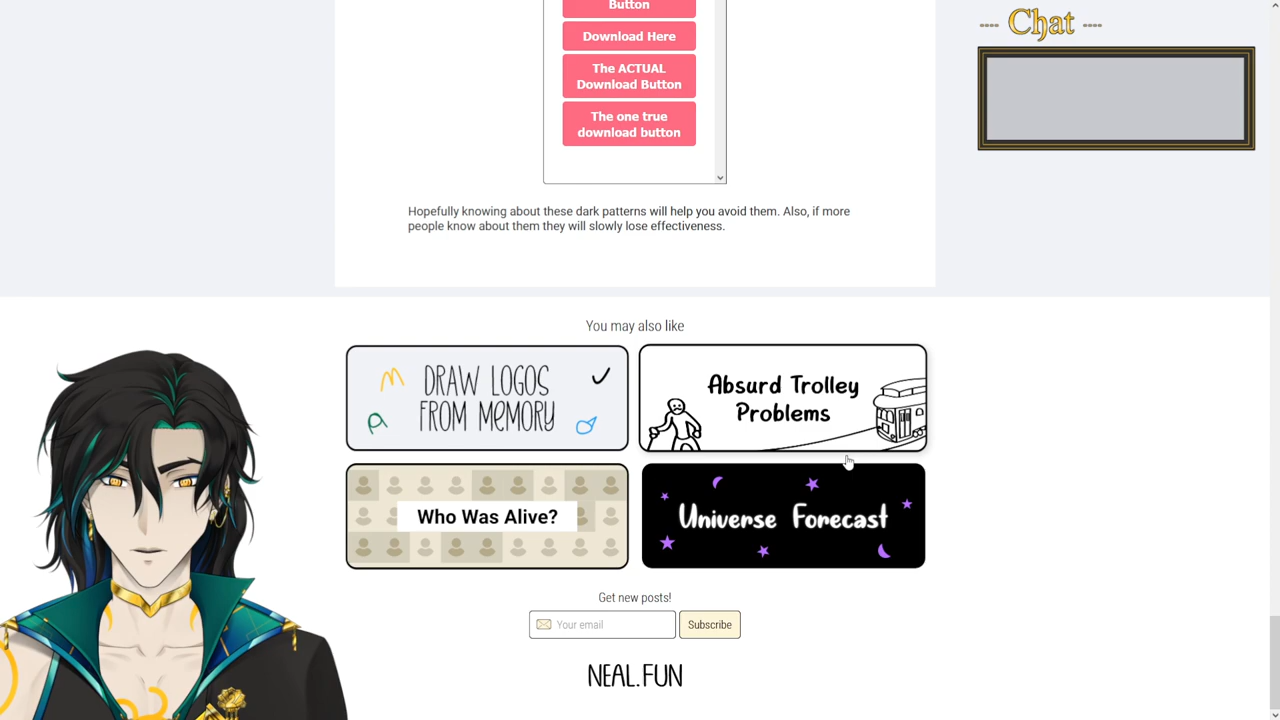 Button
Download Here
The ACTUAL
Download Button
The one true
download button
---- Chat ----
Hopefully knowing about these dark patterns will help you avoid them. Also, if more
people know about them they will slowly lose effectiveness.
You may also like
DRAW LOGOS
FROM MEMORY
Absurd Trolley
Problems
Who Was Alive?
Universe Forecast
Get new posts!
Your email
Subscribe
NEAL.FUN